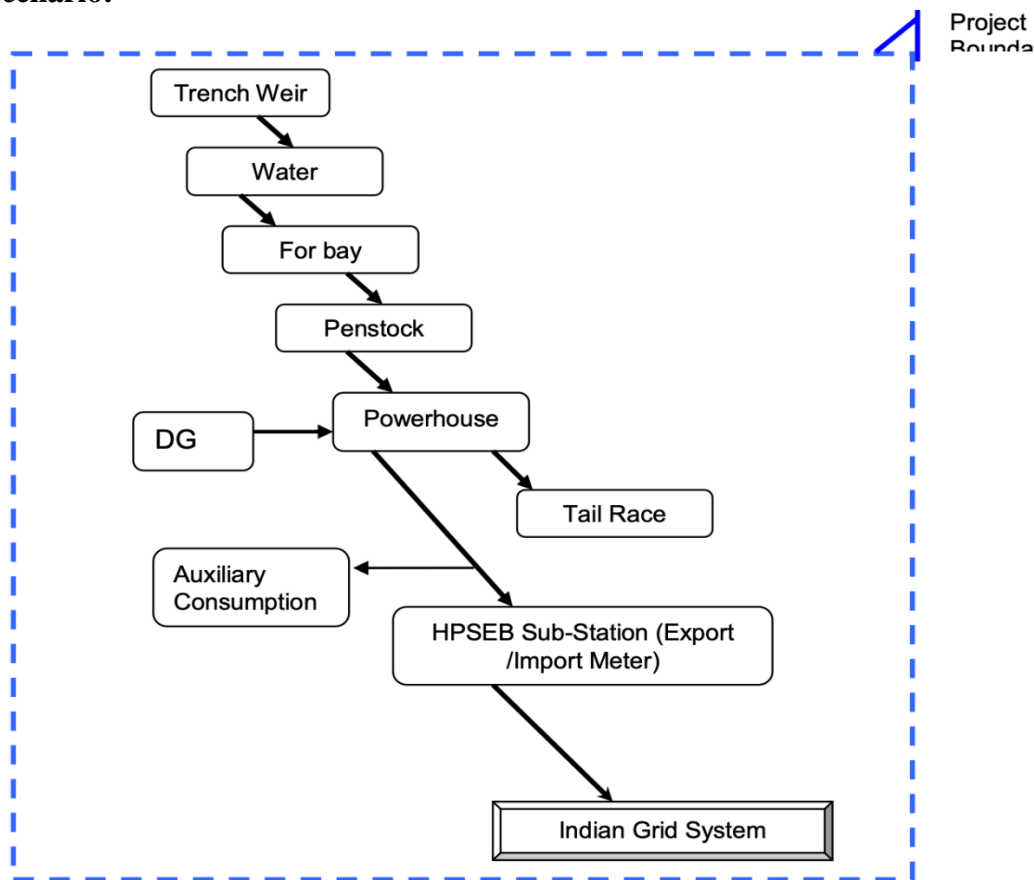 Project
Trench Weir
Water
For bay
Penstock
Powerhouse
DG
Tail Race
Auxiliary
Consumption
HPSEB Sub-Station (Export
/Import Meter)
Indian Grid System